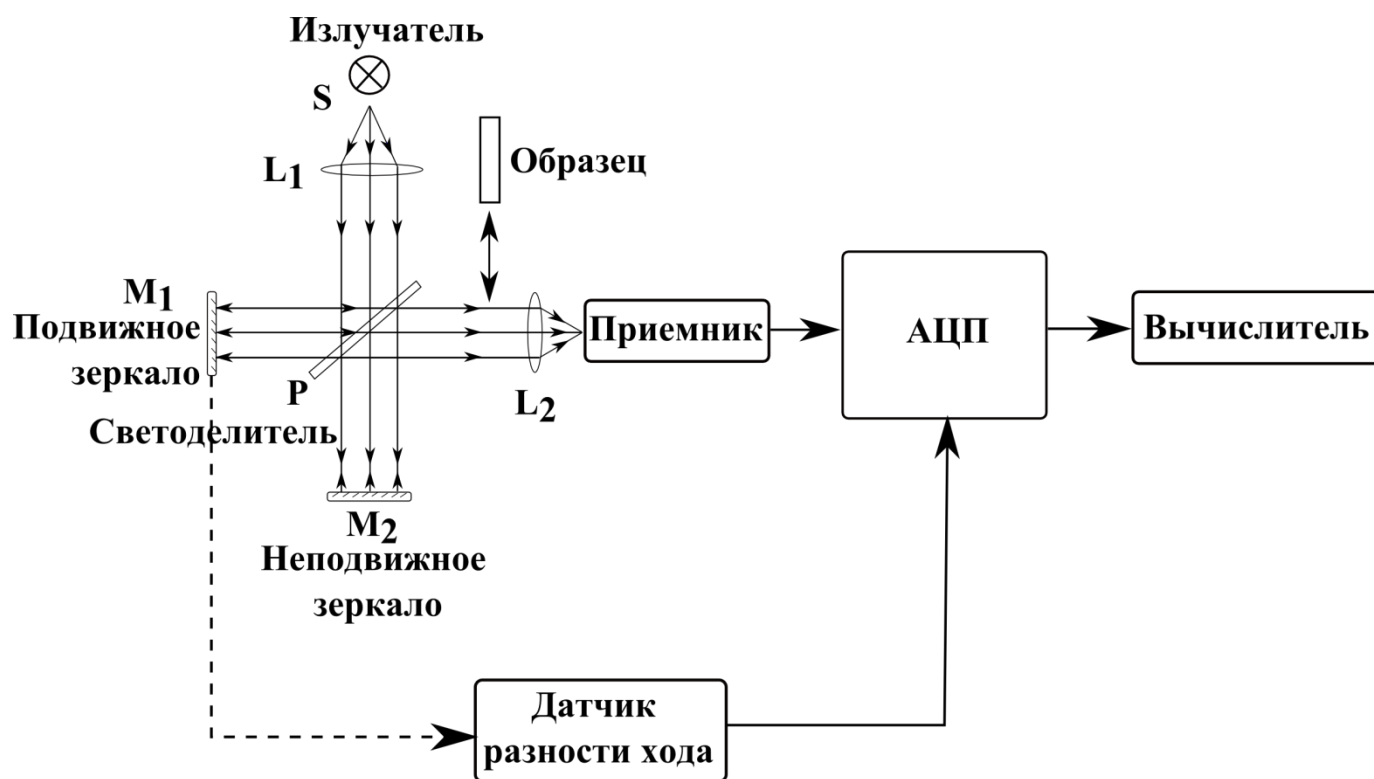 Излучатель
S
L1
Образец
M1
Подвижное
зеркало
P
Светоделитель
L2
Приемник
АЦП
Вычислитель
M2
Неподвижное
зеркало
Датчик
разности хода